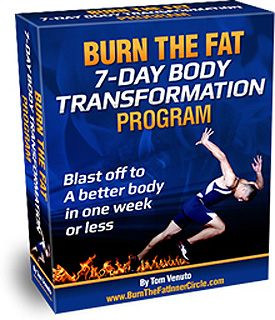 BURN THE FAT
7-DAY BODY
TRANSFORMATION
PROGRAM
Blast off to
A better body
in one week
or less
By Tom Venuto
www.BurnTheFatInnerCircle.com
BURN THE FAT
7-DAY BODY TRANSFORMATION
PROGRAM